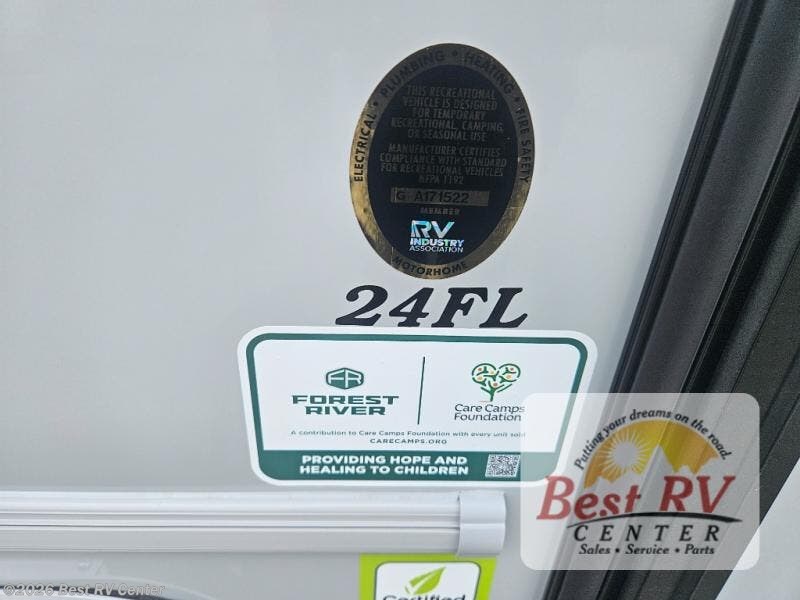 ELECTRICAL • PLUMBING • HEATING • FIRE SAFETY
THIS RECREATIONAL
VEHICLE IS DESIGNED
FOR TEMPORARY
RECREATIONAL, CAMPING,
OR SEASONAL USE
MANUFACTURER CERTIFIES
COMPLIANCE WITH STANDARD
FOR RECREATIONAL VEHICLES
NFPA 1192
G A171522
MEMBER
RV
INDUSTRY
ASSOCIATION
MOTORHOME
24FL
FR
FOREST
RIVER
Care Camps
Foundation
A contribution to Care Camps Foundation with every unit sold
CARECAMPS.ORG
PROVIDING HOPE AND
HEALING TO CHILDREN
Putting your dreams on the road.
Best RV
CENTER
Sales • Service • Parts
Certified
©2026 Best RV Center